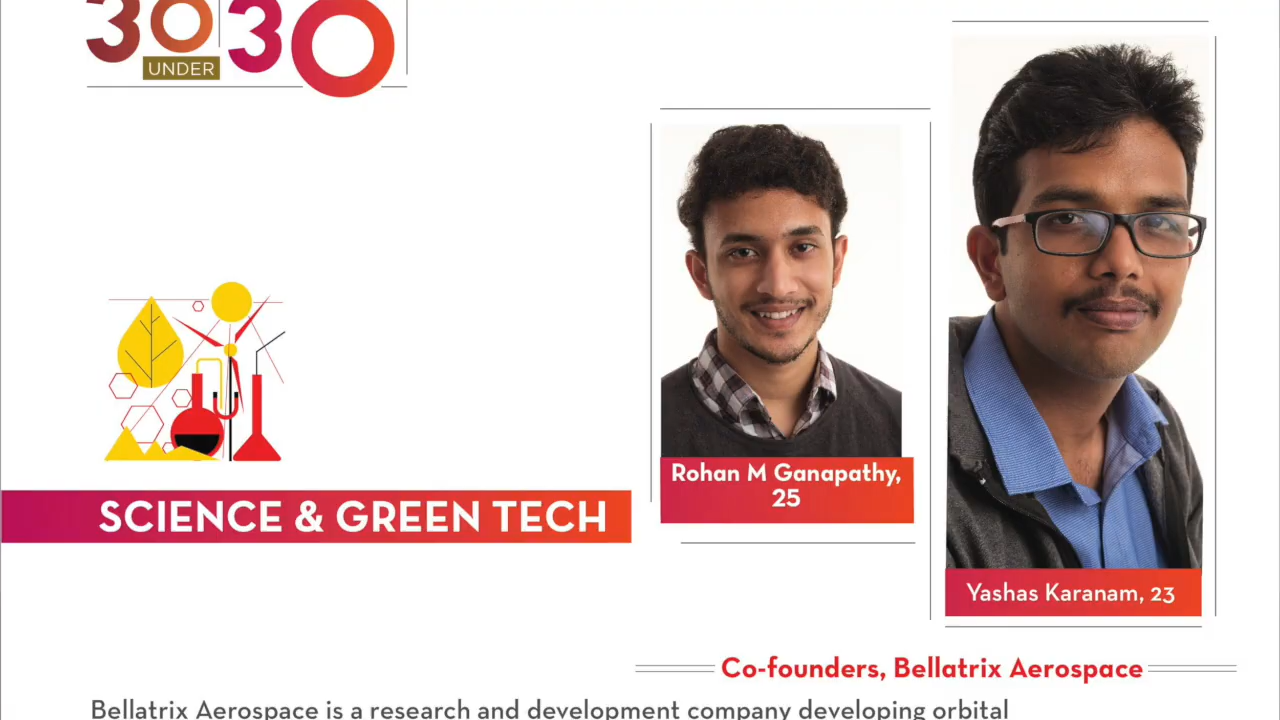 30 UNDER 30
Rohan M Ganapathy,
25
SCIENCE & GREEN TECH
Yashas Karanam, 23
Co-founders, Bellatrix Aerospace
Bellatrix Aerospace is a research and development company developing orbital